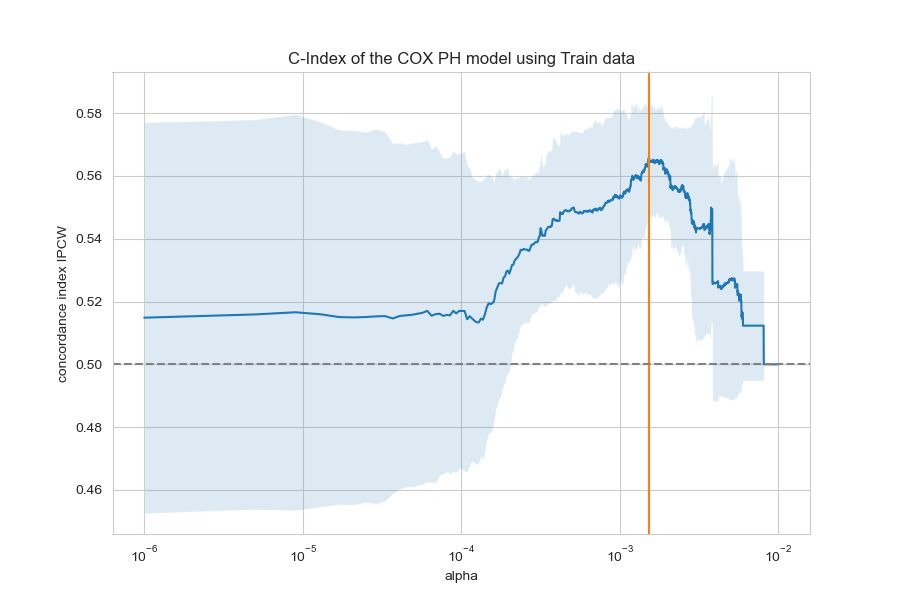 C-Index of the COX PH model using Train data
concordance index IPCW
0.58
0.56
0.54
0.52
0.50
0.48
0.46
10⁻⁶ 10⁻⁵ 10⁻⁴ 10⁻³ 10⁻²
alpha